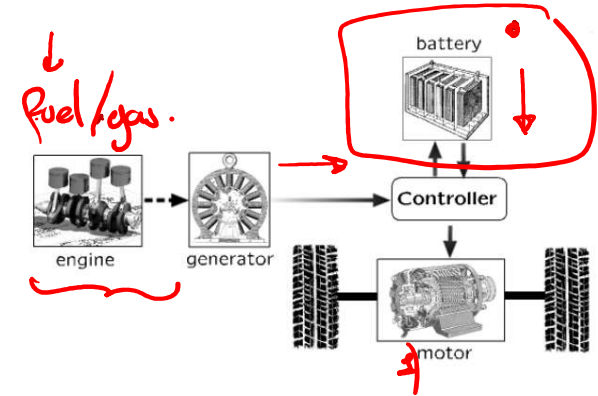 battery
fuel/gas.
Controller
engine
generator
motor